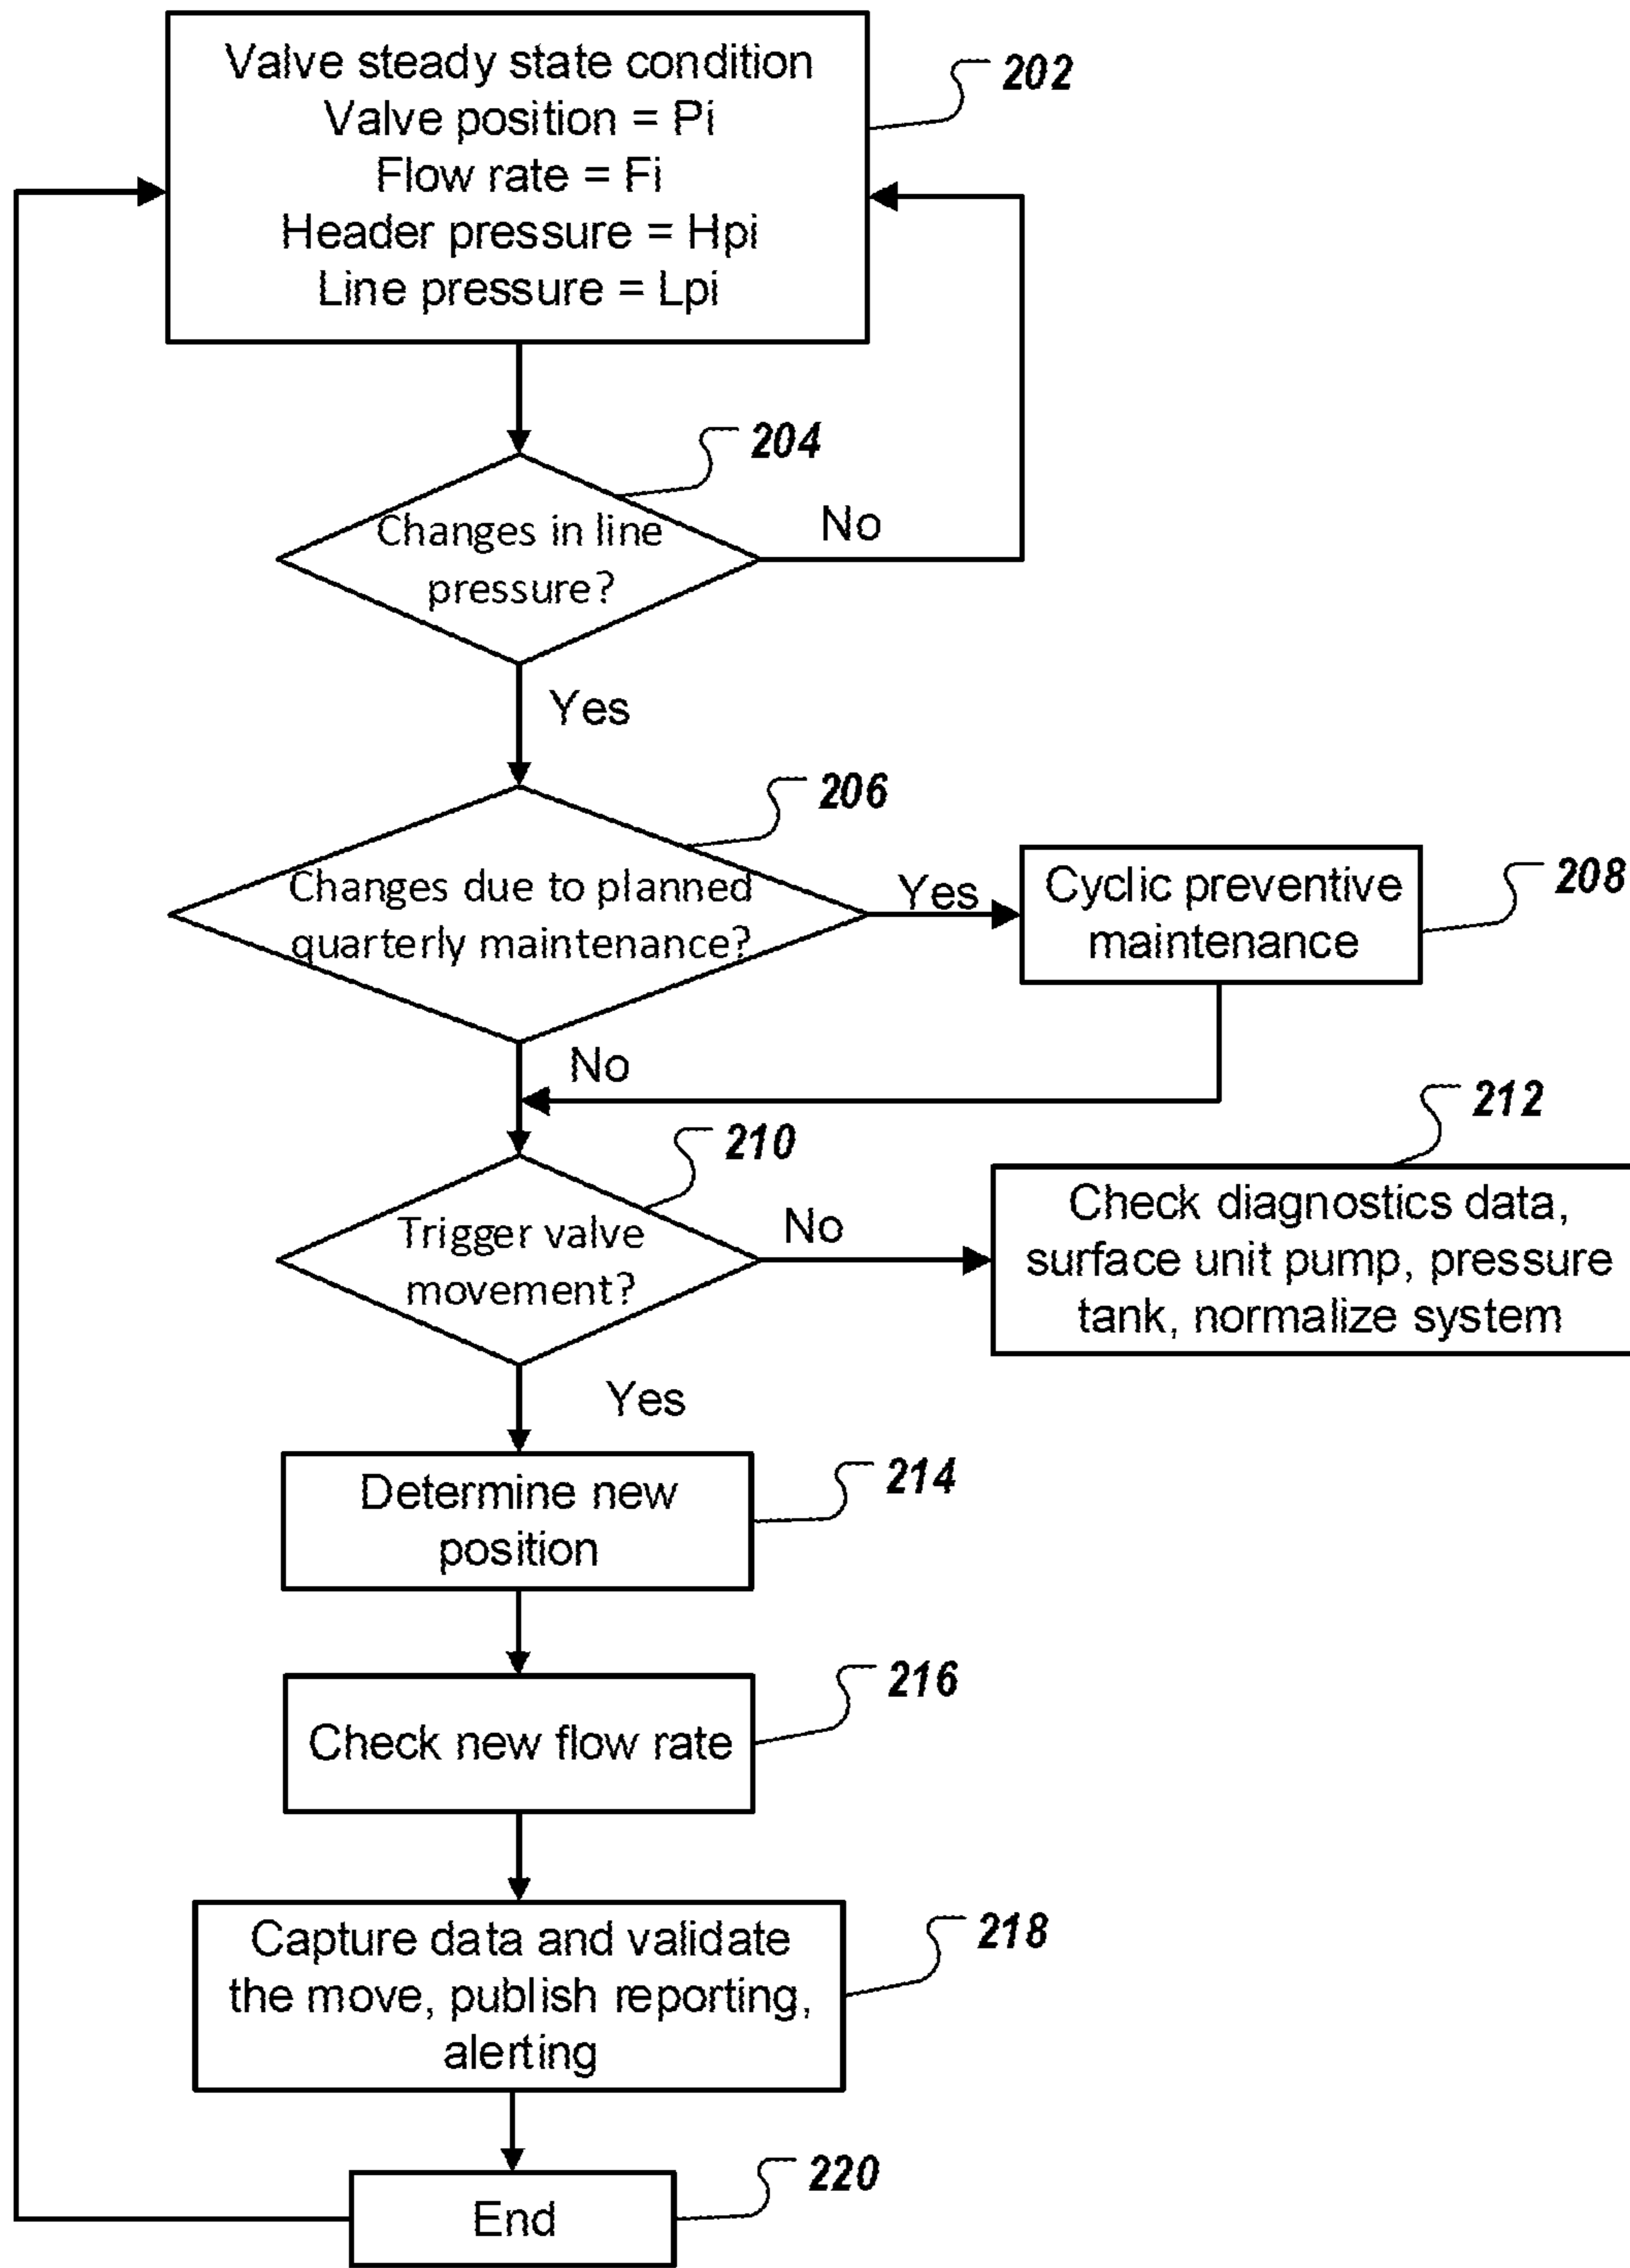 Valve steady state condition
Valve position = Pi
Flow rate = Fi
Header pressure = Hpi
Line pressure = Lpi
202
204
Changes in line
pressure?
No
Yes
206
Changes due to planned
quarterly maintenance?
Yes
Cyclic preventive
maintenance
208
No
210
Trigger valve
movement?
No
212
Check diagnostics data,
surface unit pump, pressure
tank, normalize system
Yes
Determine new
position
214
Check new flow rate
216
Capture data and validate
the move, publish reporting,
alerting
218
End
220